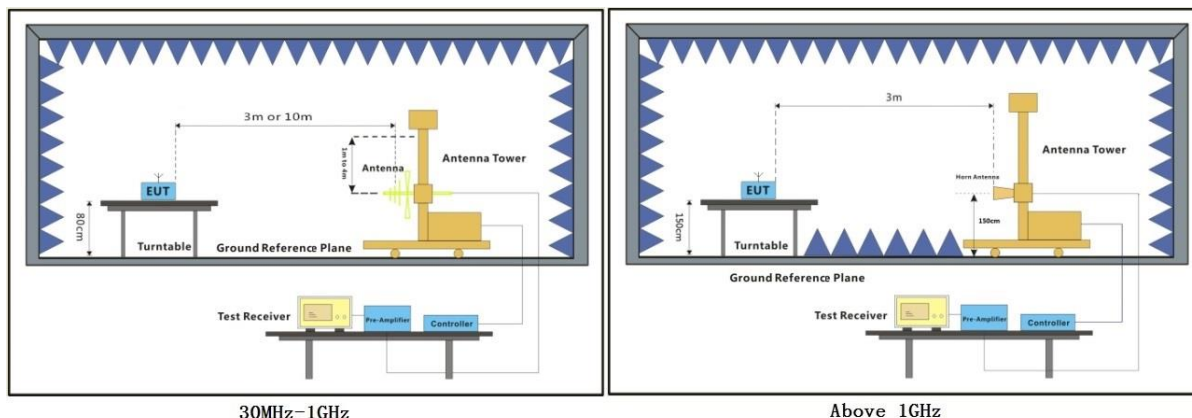 3m or 10m
1m to 4m
Antenna
Antenna Tower
EUT
80cm
Turntable
Ground Reference Plane
Test Receiver
Pre-Amplifier
Controller
30MHz-1GHz
3m
Antenna Tower
Horn Antenna
EUT
150cm
150cm
Turntable
Ground Reference Plane
Test Receiver
Pre-Amplifier
Controller
Above 1GHz